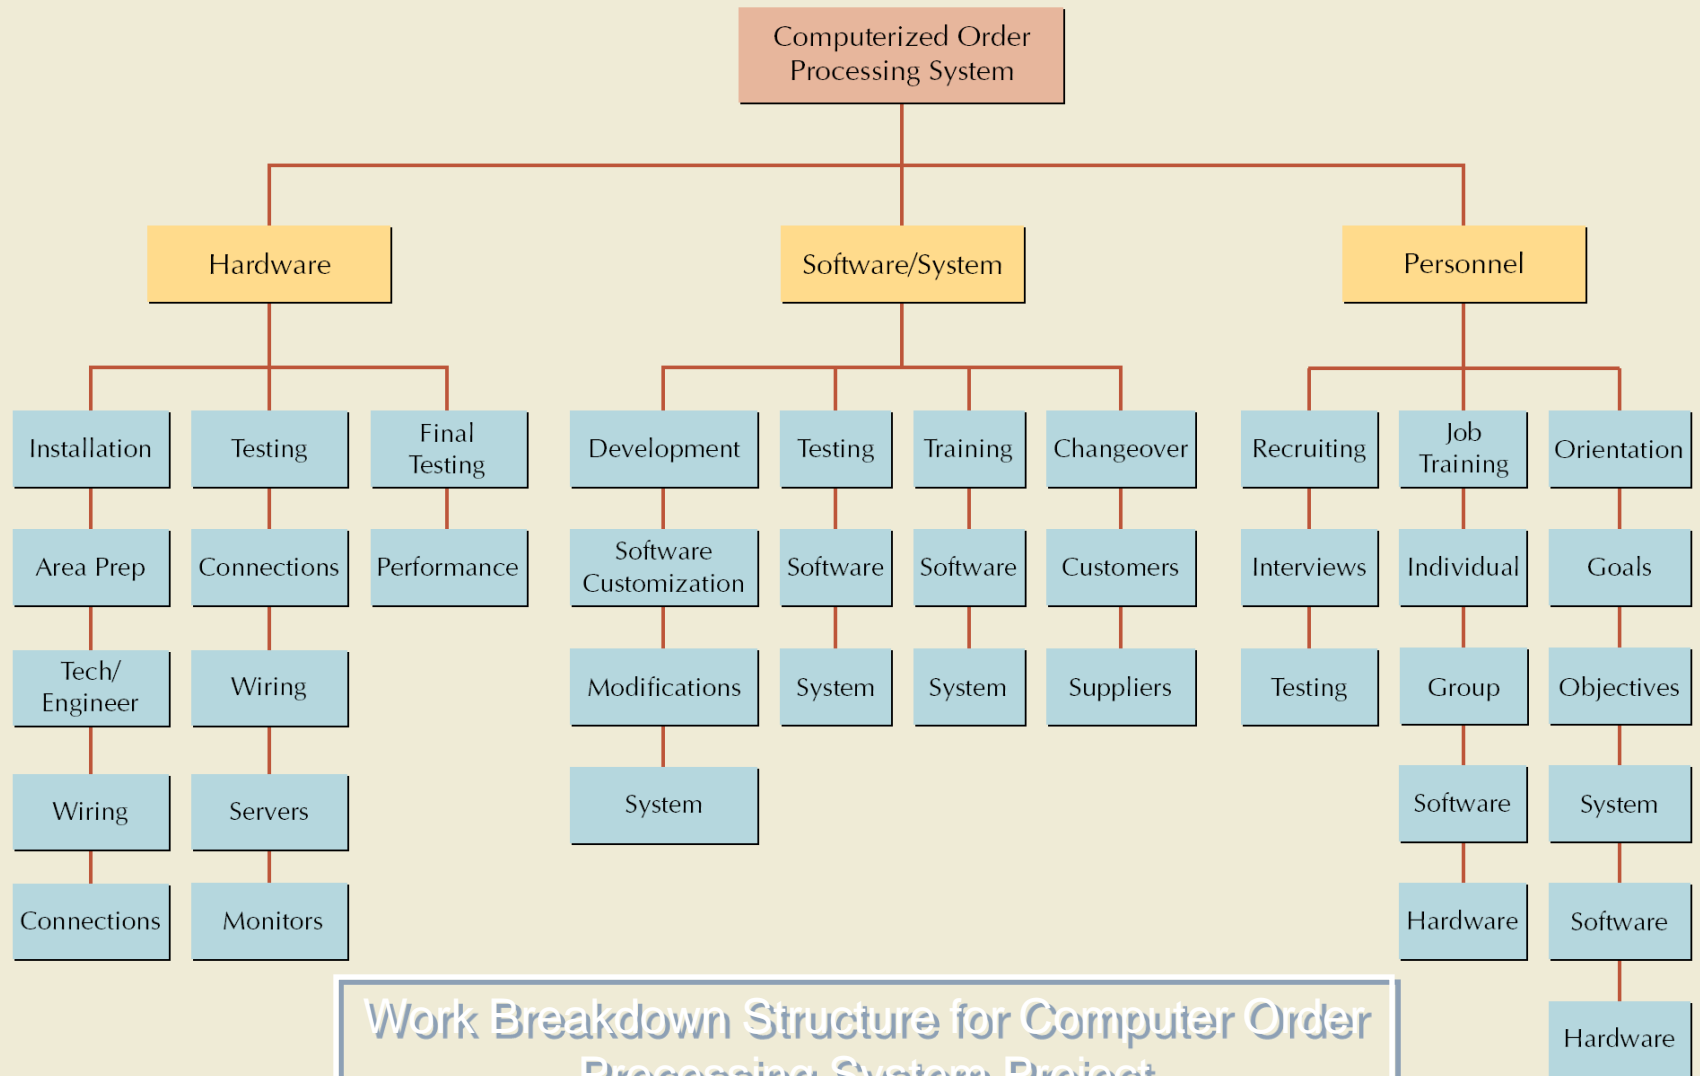 Computerized Order
Processing System
Hardware
Software/System
Personnel
Installation
Testing
Final
Testing
Development
Testing
Training
Changeover
Recruiting
Job
Training
Orientation
Area Prep
Connections
Performance
Software
Customization
Software
Software
Customers
Interviews
Individual
Goals
Tech/
Engineer
Wiring
Modifications
System
System
Suppliers
Testing
Group
Objectives
Wiring
Servers
System
Software
System
Connections
Monitors
Hardware
Software
Work Breakdown Structure for Computer Order
Processing System Project
Hardware